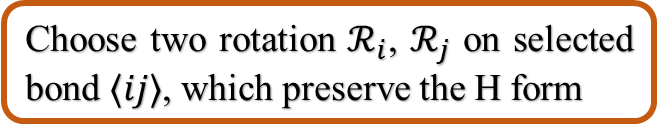 Choose two rotation ℛᵢ, ℛⱼ on selected
bond ⟨ij⟩, which preserve the H form